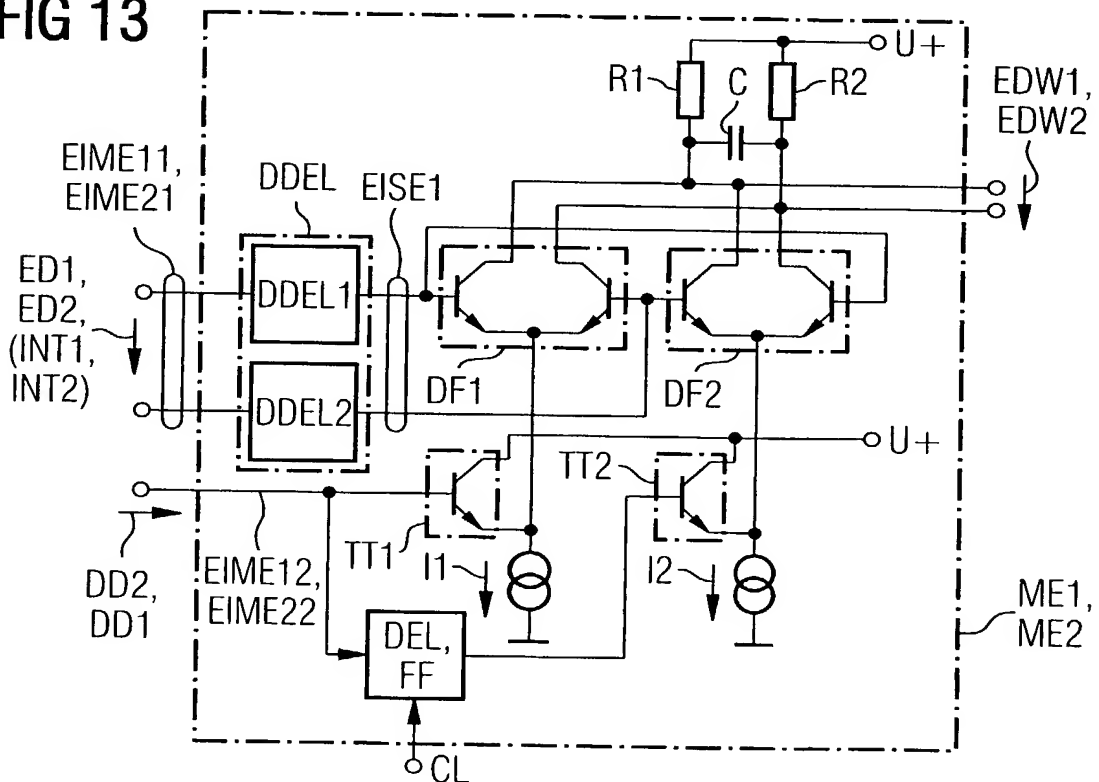 FIG 13
U+
R1
C
R2
EDW1,
EDW2
EIME11,
EIME21
DDEL
EISE1
ED1,
ED2,
(INT1,
INT2)
DDEL1
DDEL2
DF1
DF2
U+
TT2
TT1
I1
I2
DD2,
DD1
EIME12,
EIME22
DEL,
FF
ME1,
ME2
CL